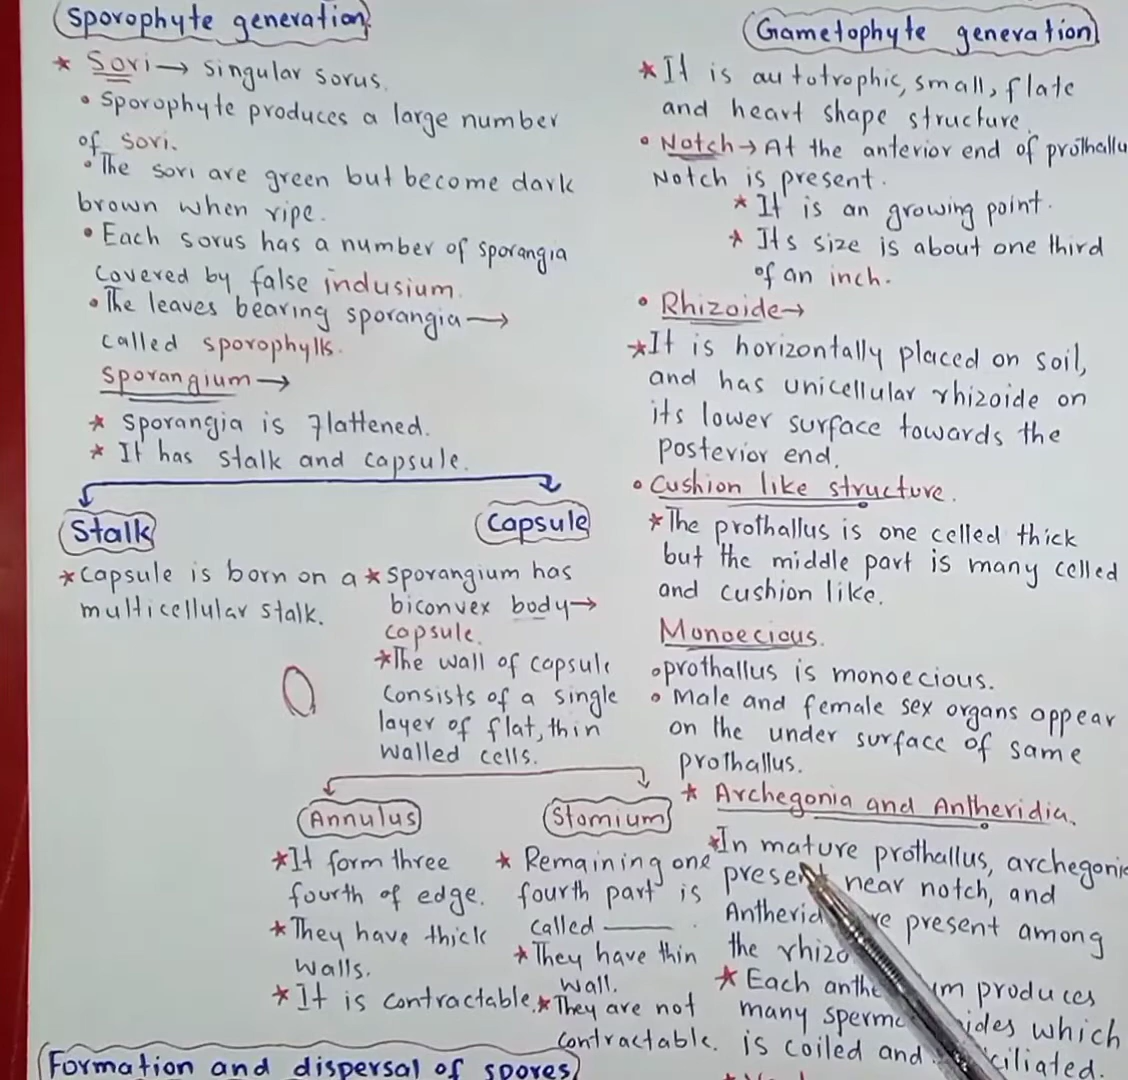 Sporophyte generation
* Sori → singular sorus.
• Sporophyte produces a large number
of sori.
• The sori are green but become dark
brown when ripe.
• Each sorus has a number of sporangia
covered by false indusium.
• The leaves bearing sporangia →
called sporophylls.
Sporangium →
* Sporangia is flattened.
* It has stalk and capsule.
Stalk
* Capsule is born on a
multicellular stalk.
Capsule
* Sporangium has
biconvex body →
capsule.
* The wall of capsule
consists of a single
layer of flat, thin
walled cells.
Annulus
* It form three
fourth of edge.
* They have thick
walls.
* It is contractable.
Stomium
* Remaining one
fourth part is
called ______ .
* They have thin
wall.
* They are not
contractable.
Formation and dispersal of spores
Gametophyte generation
* It is autotrophic, small, flate
and heart shape structure.
• Notch → At the anterior end of prothallu
Notch is present.
* It is an growing point.
* Its size is about one third
of an inch.
• Rhizoide →
* It is horizontally placed on soil,
and has unicellular rhizoide on
its lower surface towards the
posterior end.
• Cushion like structure.
* The prothallus is one celled thick
but the middle part is many celled
and cushion like.
Monoecious.
• prothallus is monoecious.
• Male and female sex organs appear
on the under surface of same
prothallus.
* Archegonia and Antheridia.
* In mature prothallus, archegonia
present near notch, and
present among
the
* Each produces
many which
is coiled and ciliated.